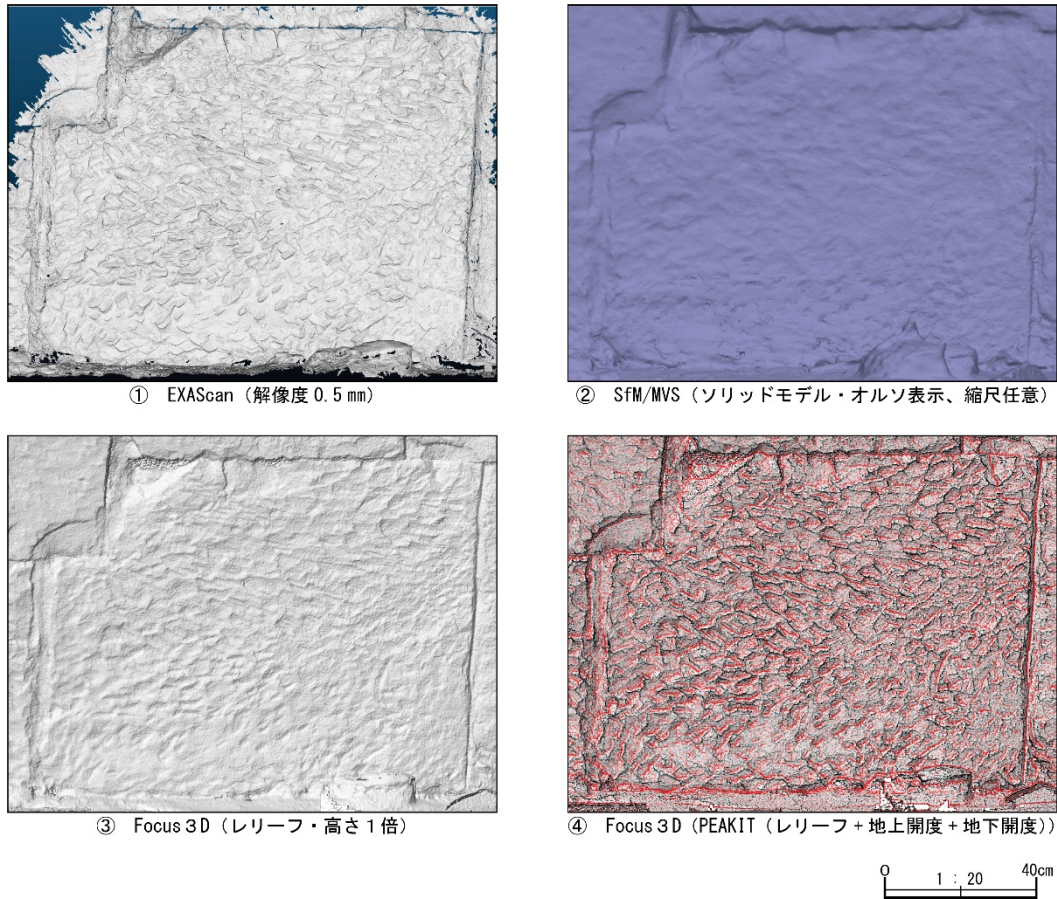 ① EXAScan（解像度 0.5 mm）
② SfM/MVS（ソリッドモデル・オルソ表示、縮尺任意）
③ Focus３D（レリーフ・高さ１倍）
④ Focus３D（PEAKIT（レリーフ＋地上開度＋地下開度））
0 1 : 20 40cm